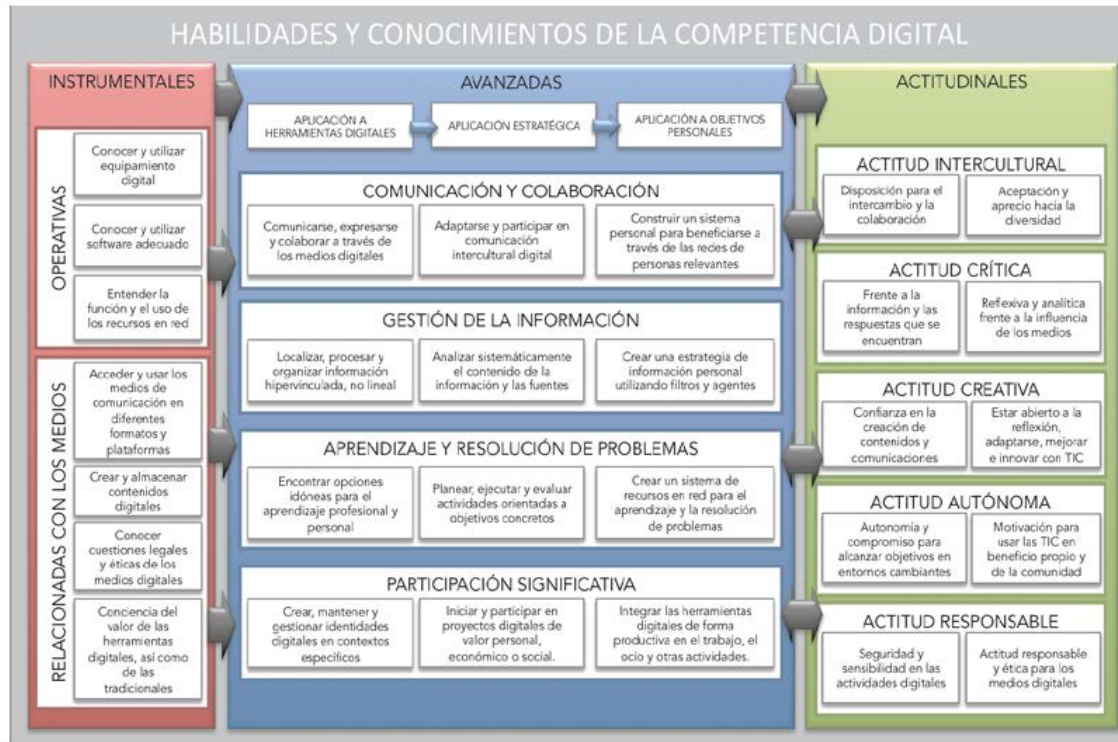 HABILIDADES Y CONOCIMIENTOS DE LA COMPETENCIA DIGITAL
INSTRUMENTALES
OPERATIVAS
Conocer y utilizar
equipamiento
digital
Conocer y utilizar
software adecuado
Entender la
función y el uso de
los recursos en red
RELACIONADAS CON LOS MEDIOS
Acceder y usar los
medios de
comunicación en
diferentes
formatos y
plataformas
Crear y almacenar
contenidos
digitales
Conocer
cuestiones legales
y éticas de los
medios digitales
Conciencia del
valor de las
herramientas
digitales, así como
de las
tradicionales
AVANZADAS
APLICACIÓN A
HERRAMIENTAS DIGITALES
APLICACIÓN ESTRATÉGICA
APLICACIÓN A OBJETIVOS
PERSONALES
COMUNICACIÓN Y COLABORACIÓN
Comunicarse, expresarse
y colaborar a través de
los medios digitales
Adaptarse y participar en
comunicación
intercultural digital
Construir un sistema
personal para beneficiarse a
través de las redes de
personas relevantes
GESTIÓN DE LA INFORMACIÓN
Localizar, procesar y
organizar información
hipervinculada, no lineal
Analizar sistemáticamente
el contenido de la
información y las fuentes
Crear una estrategia de
información personal
utilizando filtros y agentes
APRENDIZAJE Y RESOLUCIÓN DE PROBLEMAS
Encontrar opciones
idóneas para el
aprendizaje profesional y
personal
Planear, ejecutar y evaluar
actividades orientadas a
objetivos concretos
Crear un sistema de
recursos en red para el
aprendizaje y la resolución
de problemas
PARTICIPACIÓN SIGNIFICATIVA
Crear, mantener y
gestionar identidades
digitales en contextos
específicos
Iniciar y participar en
proyectos digitales de
valor personal,
económico o social.
Integrar las herramientas
digitales de forma
productiva en el trabajo, el
ocio y otras actividades.
ACTITUDINALES
ACTITUD INTERCULTURAL
Disposición para el
intercambio y la
colaboración
Aceptación y
aprecio hacia la
diversidad
ACTITUD CRÍTICA
Frente a la
información y las
respuestas que se
encuentran
Reflexiva y analítica
frente a la influencia
de los medios
ACTITUD CREATIVA
Confianza en la
creación de
contenidos y
comunicaciones
Estar abierto a la
reflexión,
adaptarse, mejorar
e innovar con TIC
ACTITUD AUTÓNOMA
Autonomía y
compromiso para
alcanzar objetivos en
entornos cambiantes
Motivación para
usar las TIC en
beneficio propio y
de la comunidad
ACTITUD RESPONSABLE
Seguridad y
sensibilidad en las
actividades digitales
Actitud responsable
y ética para los
medios digitales